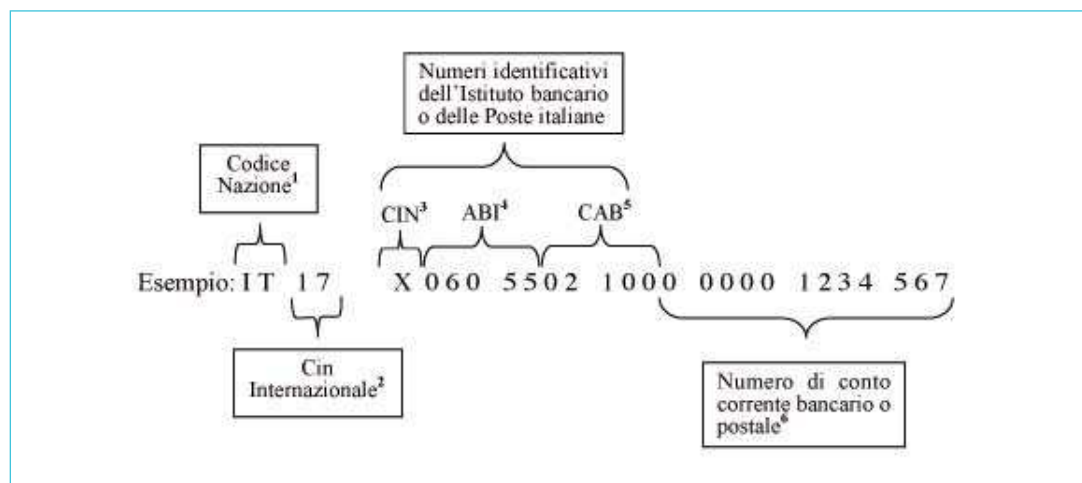 Numeri identificativi
dell'Istituto bancario
o delle Poste italiane
Codice
Nazione¹
CIN³ ABI⁴ CAB⁵
Esempio: I T 1 7 X 0 6 0 5 5 0 2 1 0 0 0 0 0 0 0 1 2 3 4 5 6 7
Cin
Internazionale²
Numero di conto
corrente bancario o
postale⁶